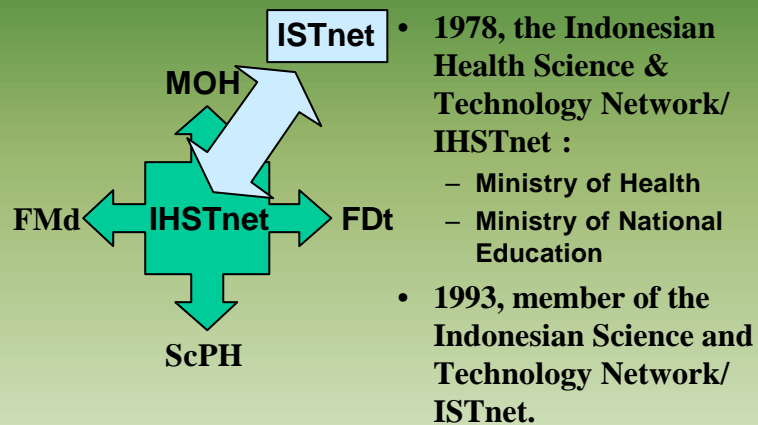 ISTnet
MOH
FMd
IHSTnet
FDt
ScPH
• 1978, the Indonesian
Health Science &
Technology Network/
IHSTnet :
– Ministry of Health
– Ministry of National
Education
• 1993, member of the
Indonesian Science and
Technology Network/
ISTnet.